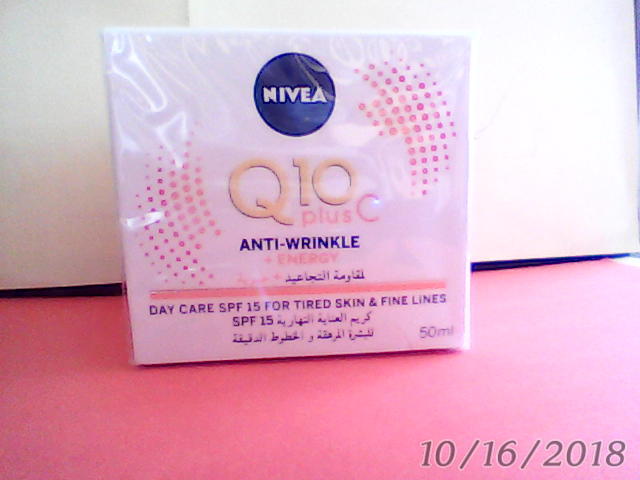 NIVEA
Q10
plus C
ANTI-WRINKLE
+ ENERGY
لمقاومة التجاعيد + حيوية
DAY CARE SPF 15 FOR TIRED SKIN & FINE LINES
كريم العناية النهارية SPF 15
للبشرة المرهقة و الخطوط الدقيقة
50ml
10/16/2018